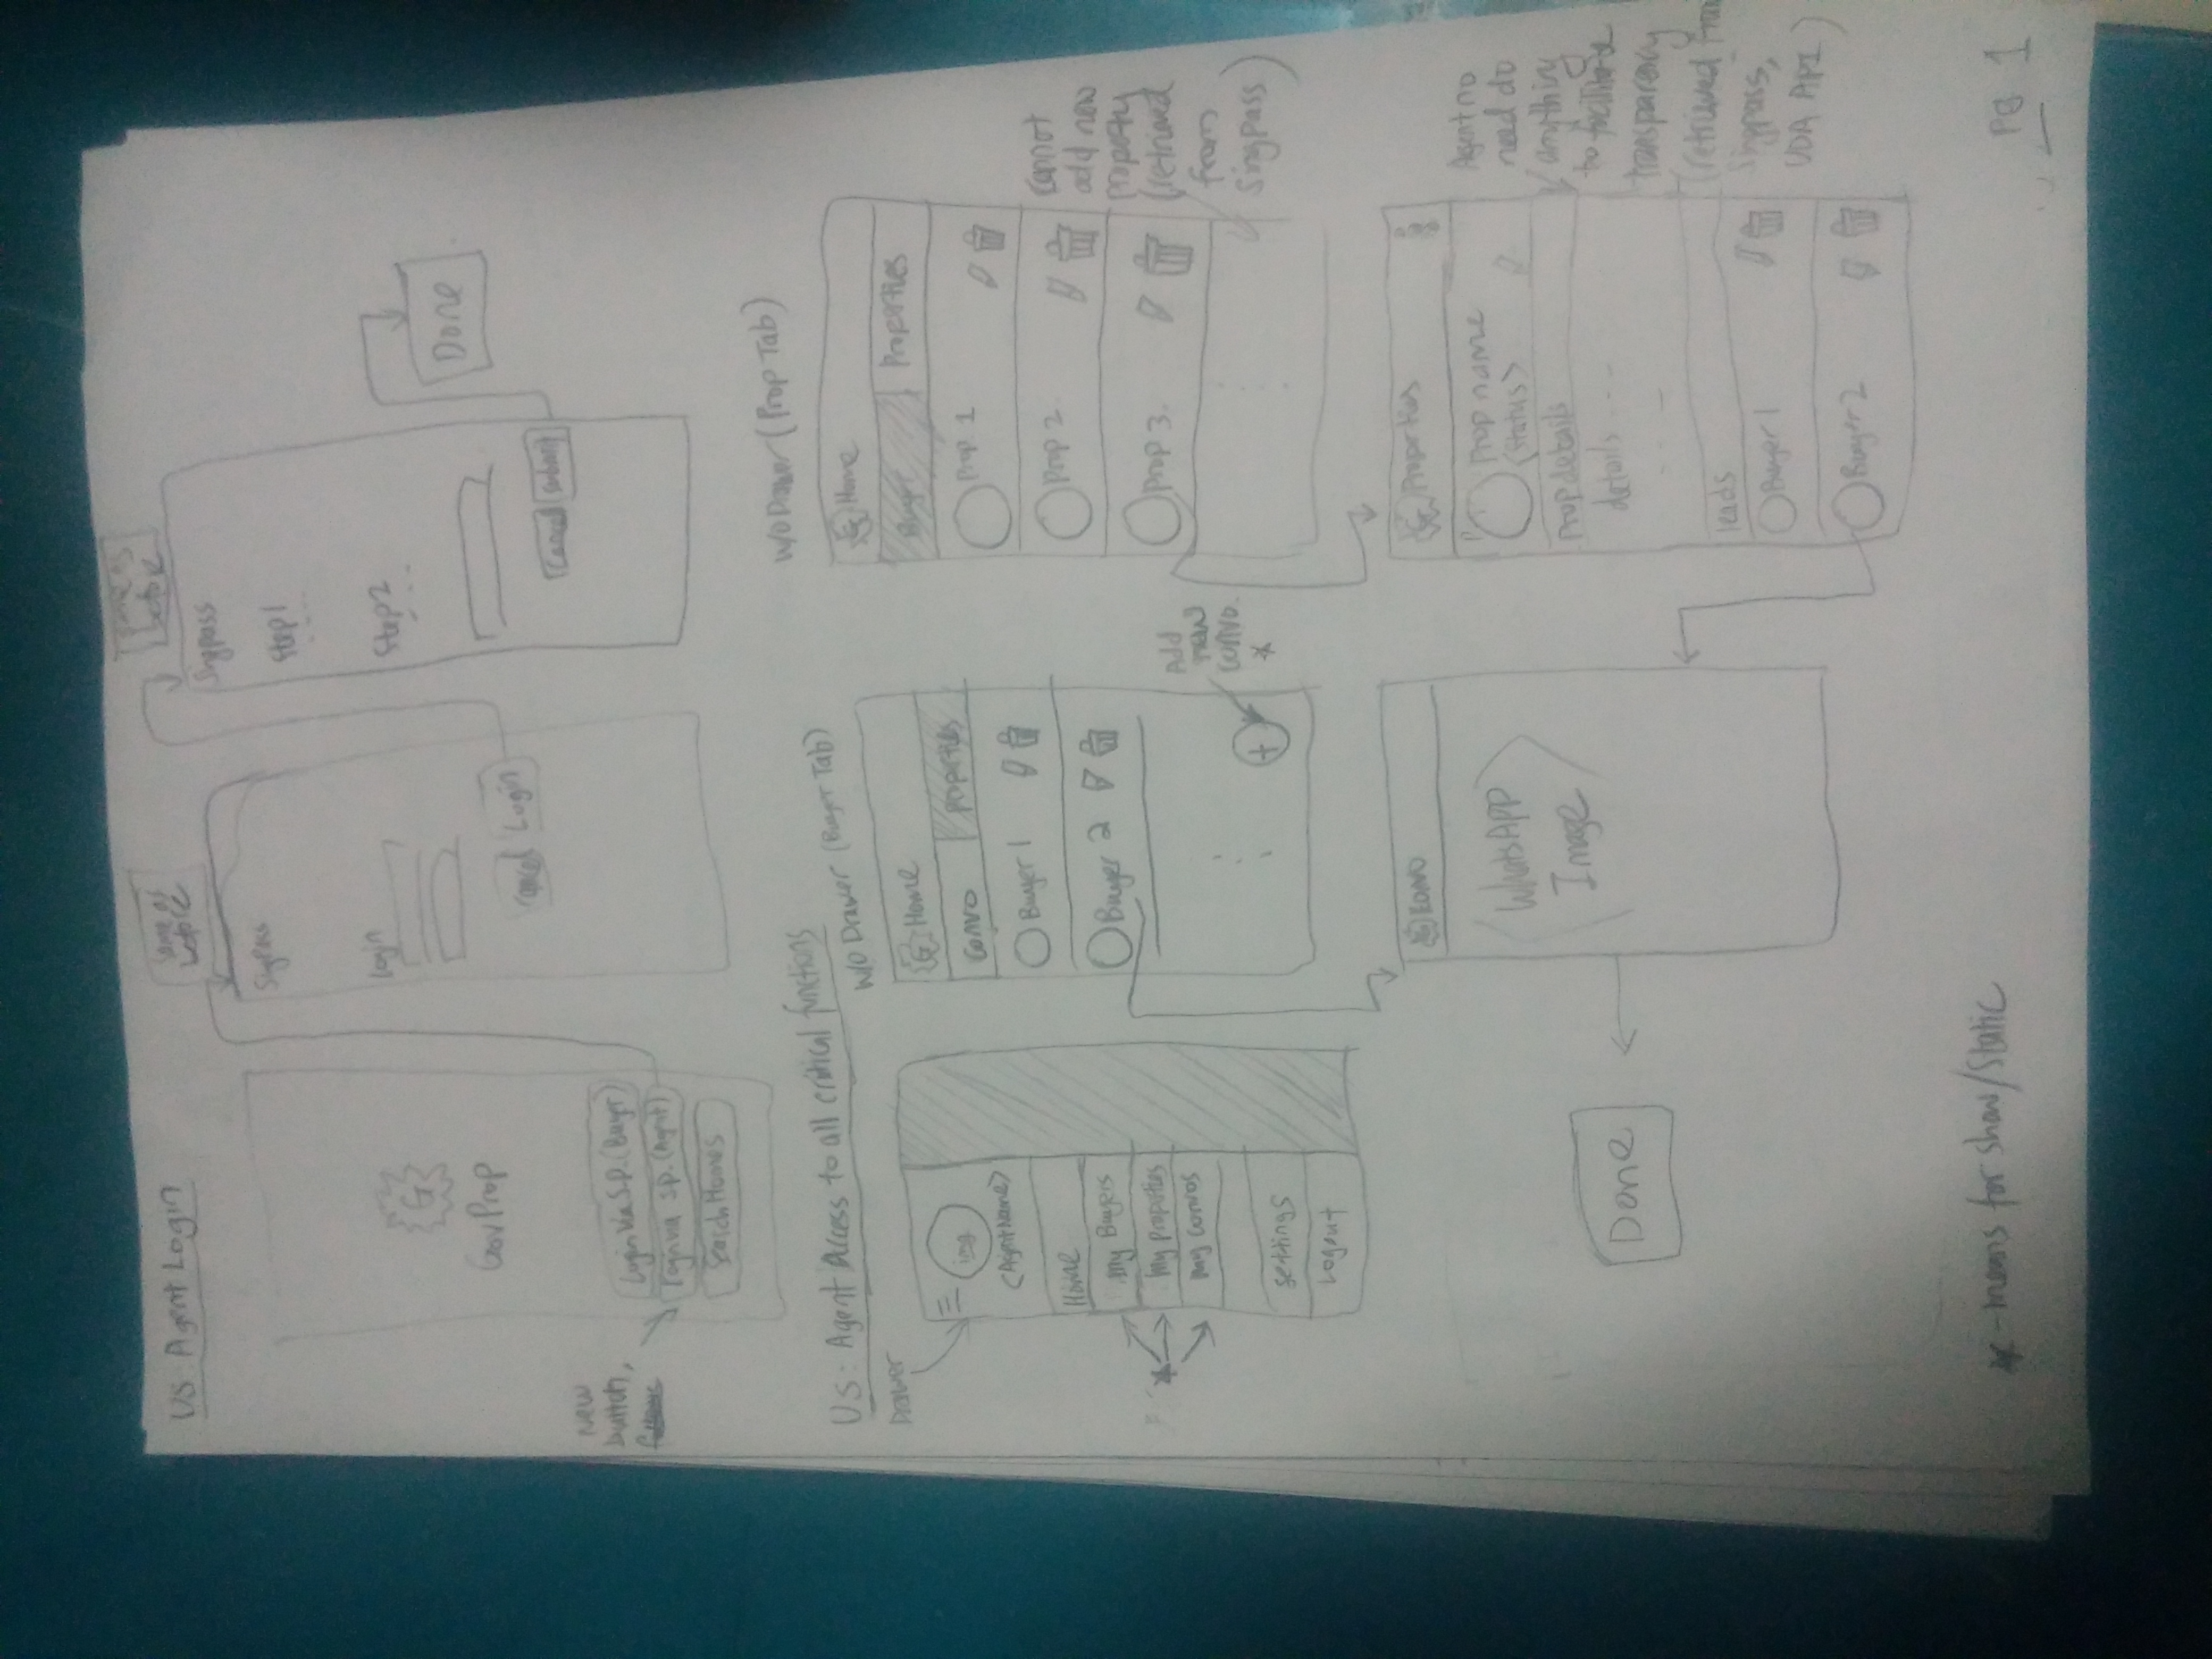 US: Agent Login
Same as
before
same as
before
G
GovProp
New
button,
Login via S.P. (Buyer)
Login via S.P. (Agent)
Search Homes
SingPass
Login
Cancel Login
Singpass
Step 1
Step 2
Cancel Submit
Done
US: Agent Access to all critical functions
Drawer
img
<AgentName>
Home
My Buyers
My Properties
My Convos
Settings
Logout
W/O Drawer (Buyer Tab)
G Home
Convo Properties
Buyer 1
Buyer 2
+
Add
new
convo.
*
W/O Drawer (Prop Tab)
G Home
Buyer Properties
Prop. 1
Prop 2
Prop 3.
Cannot
add new
property
(retrieved
from
Singpass)
G Convo
WhatsApp
Image
Done
G Properties
Prop name
<Status>
Prop details
details ---
leads
Buyer 1
Buyer 2
Agent no
need do
anything
to facilitate
transparency
(retrieved from
Singpass,
* - means for show/Static
PG 1